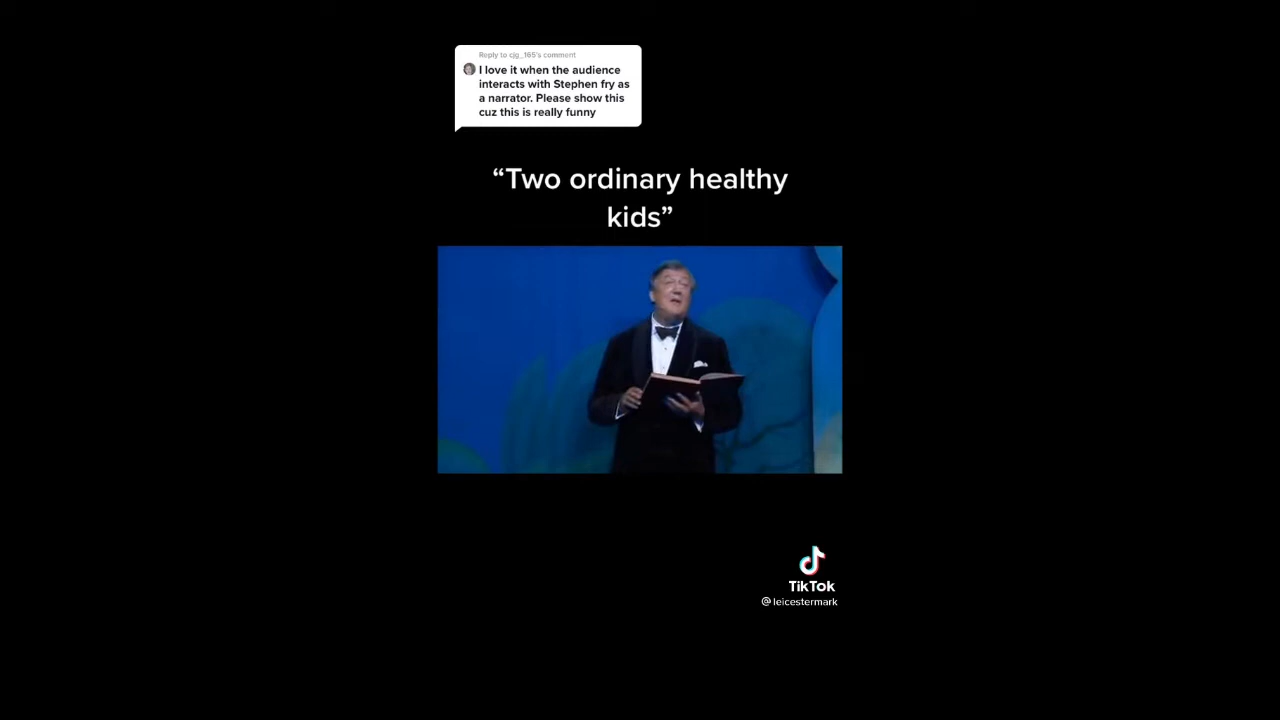 Reply to cjg_165's comment
I love it when the audience
interacts with Stephen fry as
a narrator. Please show this
cuz this is really funny
“Two ordinary healthy
kids”
TikTok
@leicestermark